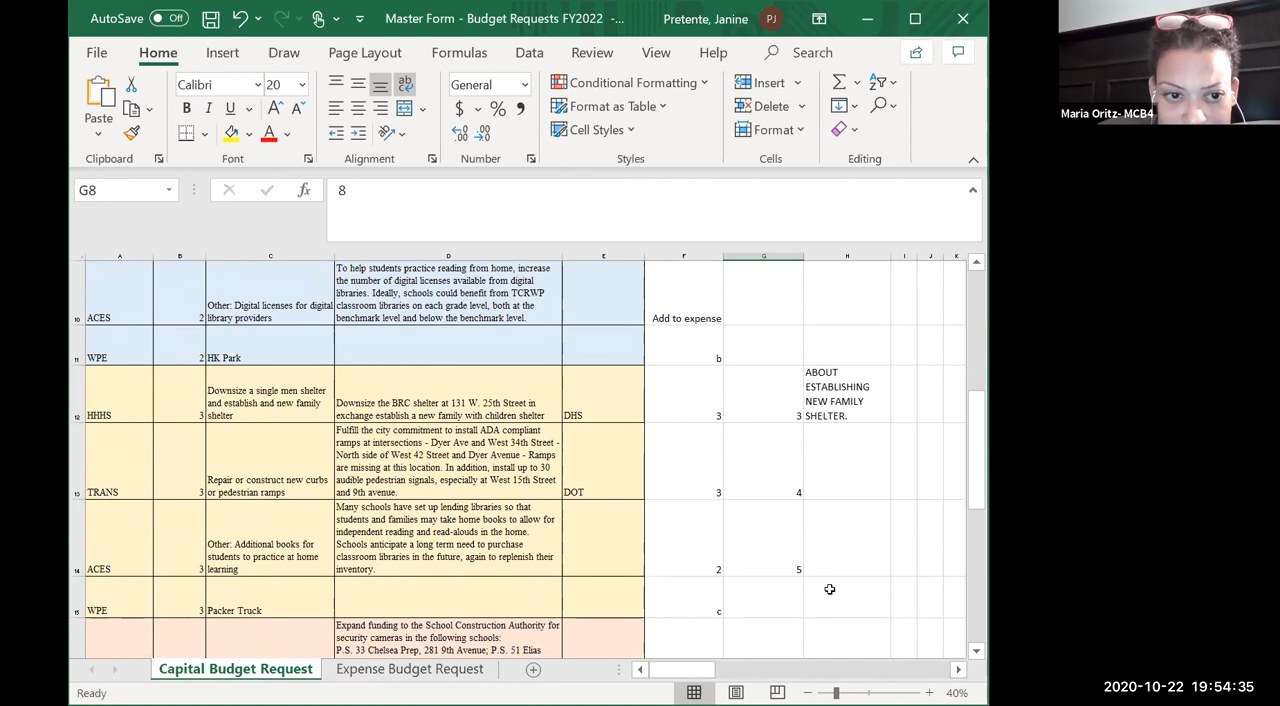 AutoSave Off Master Form - Budget Requests FY2022 -... Pretente, Janine PJ
File Home Insert Draw Page Layout Formulas Data Review View Help Search
Paste
Calibri 20
B I U A A
A
ab
General
$ % ,
Conditional Formatting
Format as Table
Cell Styles
Insert
Delete
Format
Clipboard Font Alignment Number Styles Cells Editing
Maria Oritz- MCB4
G8 fx 8
A B C D E F G H I J K
To help students practice reading from home, increase
the number of digital licenses available from digital
libraries. Ideally, schools could benefit from TCRWP
Other: Digital licenses for digital classroom libraries on each grade level, both at the
10 ACES 2 library providers benchmark level and below the benchmark level. Add to expense
11 WPE 2 HK Park b
ABOUT
ESTABLISHING
NEW FAMILY
SHELTER.
Downsize a single men shelter
and establish and new family Downsize the BRC shelter at 131 W. 25th Street in
12 HHHS 3 shelter exchange establish a new family with children shelter DHS 3 3
Fulfill the city commitment to install ADA compliant
ramps at intersections - Dyer Ave and West 34th Street -
North side of West 42 Street and Dyer Avenue - Ramps
are missing at this location. In addition, install up to 30
Repair or construct new curbs audible pedestrian signals, especially at West 15th Street
13 TRANS 3 or pedestrian ramps and 9th avenue. DOT 3 4
Many schools have set up lending libraries so that
students and families may take home books to allow for
independent reading and read-alouds in the home.
Other: Additional books for Schools anticipate a long term need to purchase
students to practice at home classroom libraries in the future, again to replenish their
14 ACES 3 learning inventory. 2 5
15 WPE 3 Packer Truck c
Expand funding to the School Construction Authority for
security cameras in the following schools:
P.S. 33 Chelsea Prep, 281 9th Avenue; P.S. 51 Elias
Capital Budget Request Expense Budget Request
Ready 40%
2020-10-22 19:54:35